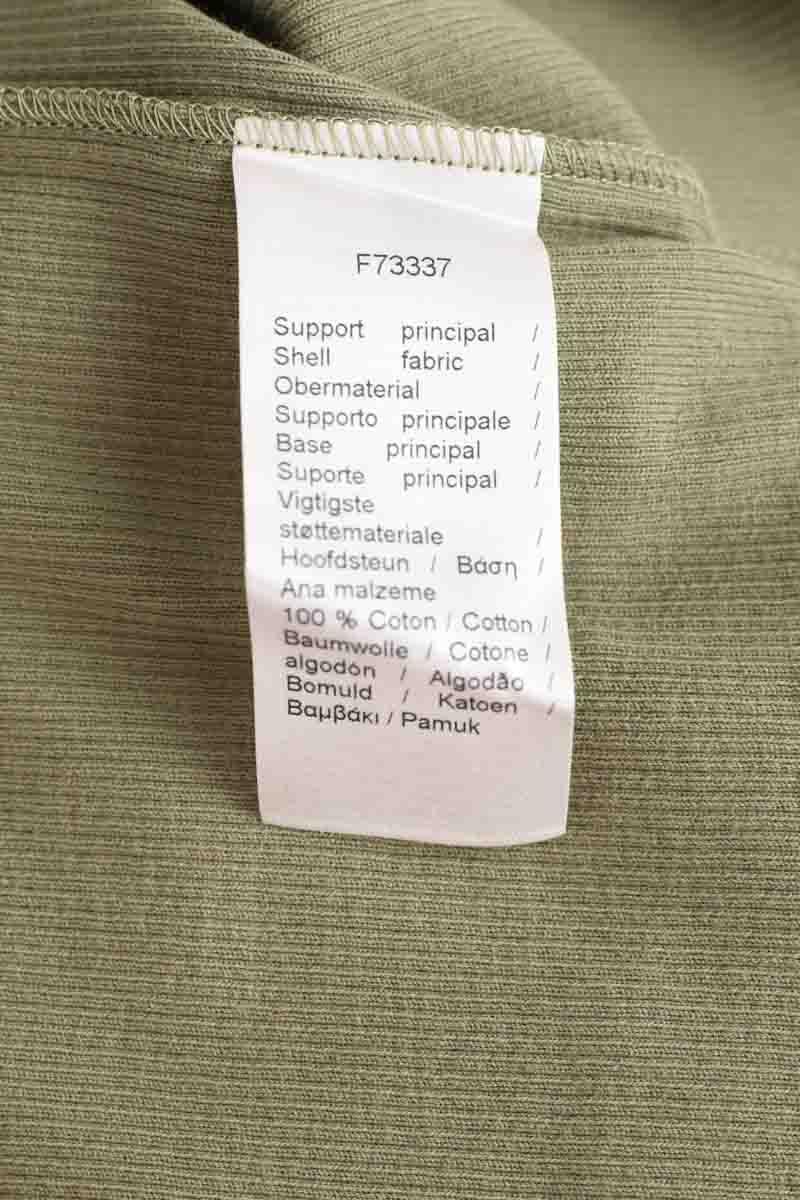 F73337
Support principal /
Shell fabric /
Obermaterial /
Supporto principale /
Base principal /
Suporte principal /
Vigtigste
støttemateriale /
Hoofdsteun / Βάση /
Ana malzeme
100 % Coton / Cotton /
Baumwolle / Cotone /
algodón / Algodão /
Bomuld / Katoen /
Βαμβάκι / Pamuk